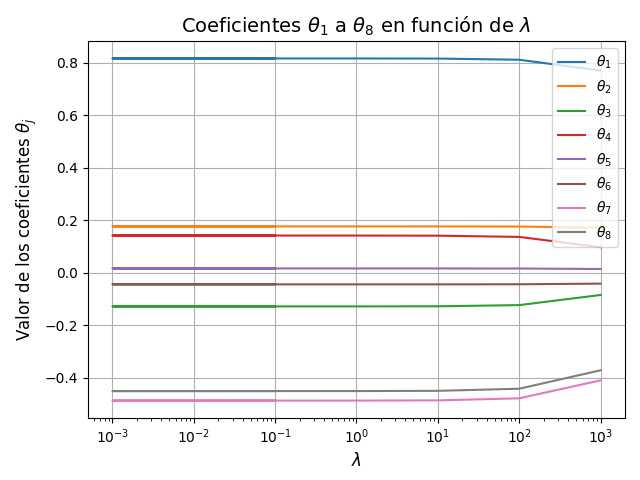 Coeficientes θ₁ a θ₈ en función de λ
Valor de los coeficientes θⱼ
0.8
0.6
0.4
0.2
0.0
−0.2
−0.4
θ₁
θ₂
θ₃
θ₄
θ₅
θ₆
θ₇
θ₈
10⁻³ 10⁻² 10⁻¹ 10⁰ 10¹ 10² 10³
λ